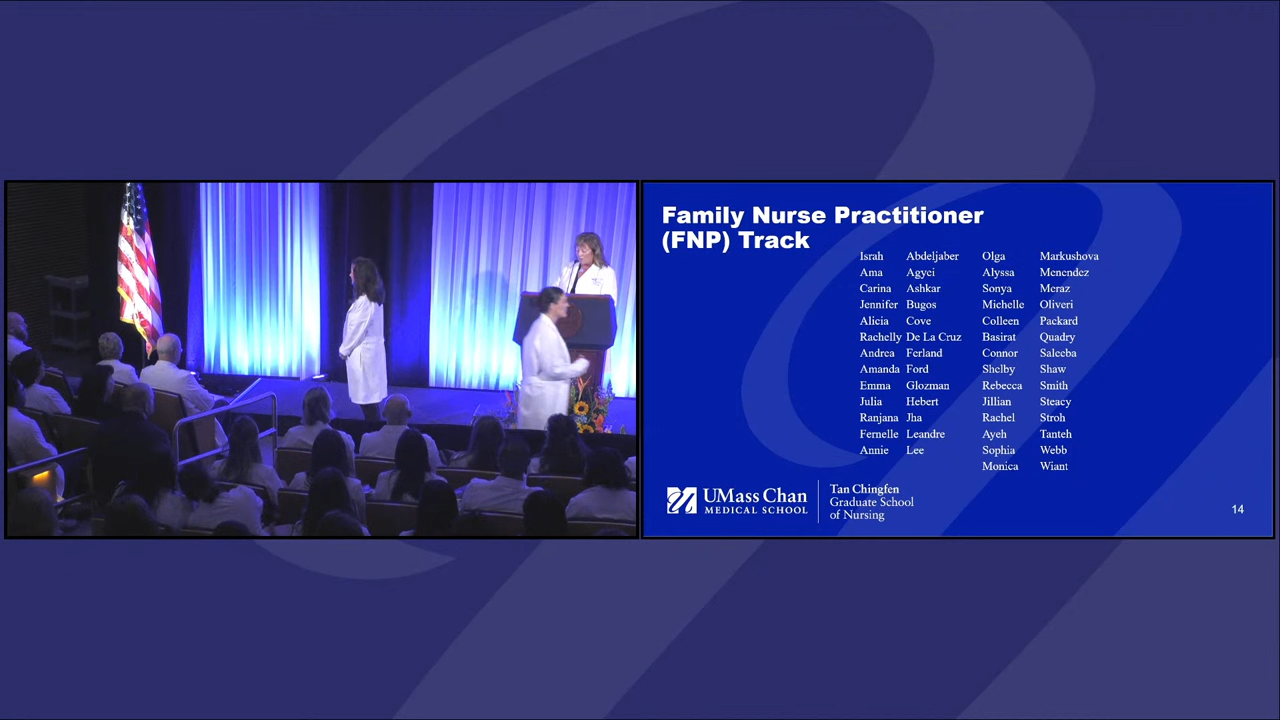 Family Nurse Practitioner
(FNP) Track
Israh Abdeljaber
Ama Agyei
Carina Ashkar
Jennifer Bugos
Alicia Cove
Rachelly De La Cruz
Andrea Ferland
Amanda Ford
Emma Glozman
Julia Hebert
Ranjana Jha
Fernelle Leandre
Annie Lee
Olga Markushova
Alyssa Menendez
Sonya Meraz
Michelle Oliveri
Colleen Packard
Basirat Quadry
Connor Saleeba
Shelby Shaw
Rebecca Smith
Jillian Steacy
Rachel Stroh
Ayeh Tanteh
Sophia Webb
Monica Wiant
UMass Chan
MEDICAL SCHOOL
Tan Chingfen
Graduate School
of Nursing
14